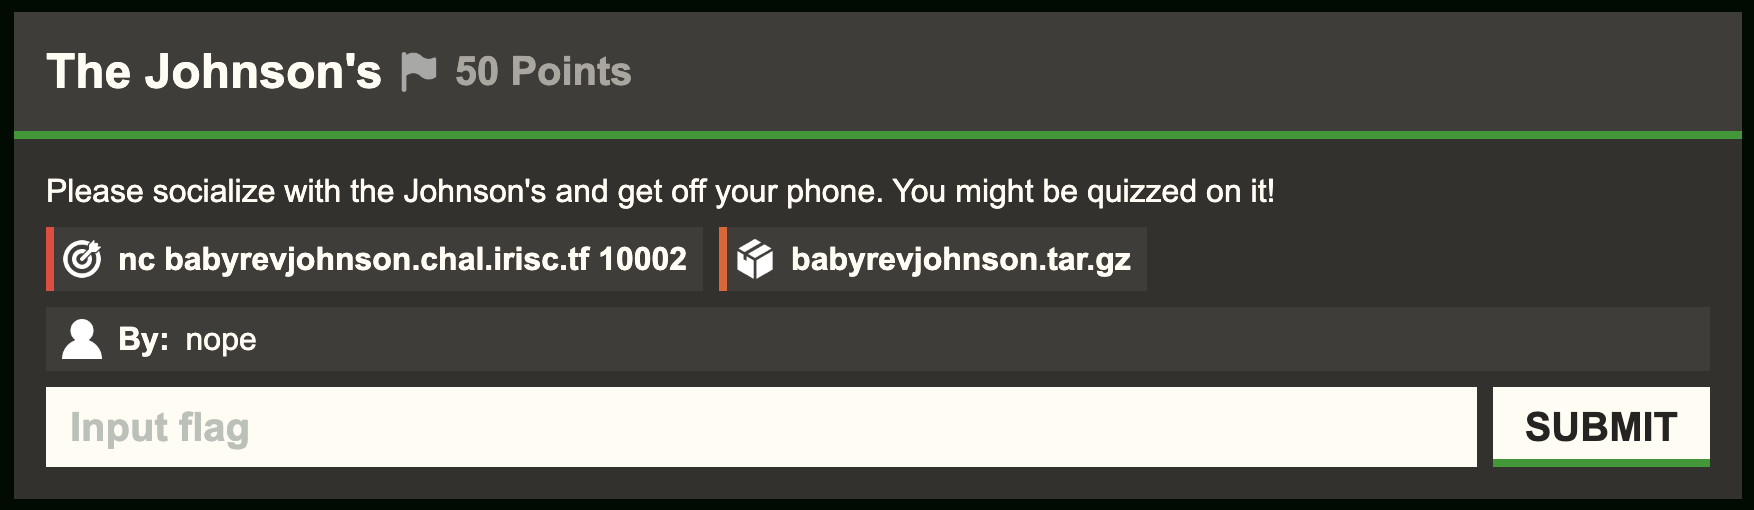 The Johnson's 50 Points
Please socialize with the Johnson's and get off your phone. You might be quizzed on it!
nc babyrevjohnson.chal.irisc.tf 10002 babyrevjohnson.tar.gz
By: nope
Input flag SUBMIT